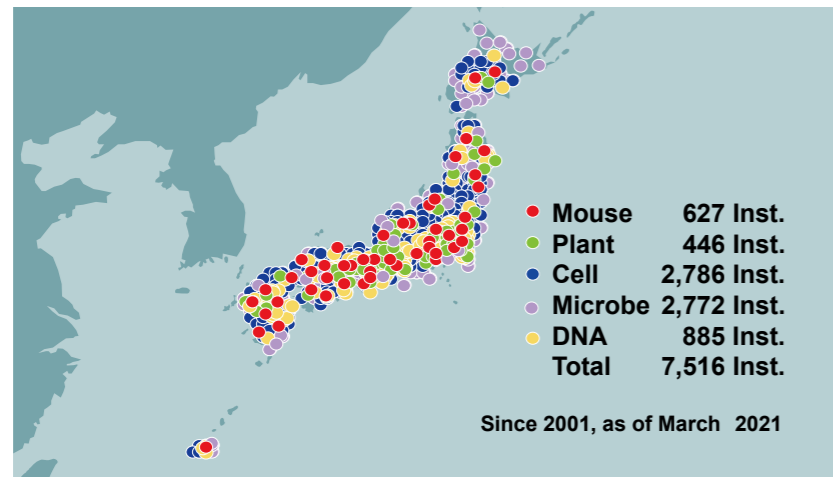 Mouse 627 Inst.
Plant 446 Inst.
Cell 2,786 Inst.
Microbe 2,772 Inst.
DNA 885 Inst.
Total 7,516 Inst.
Since 2001, as of March 2021